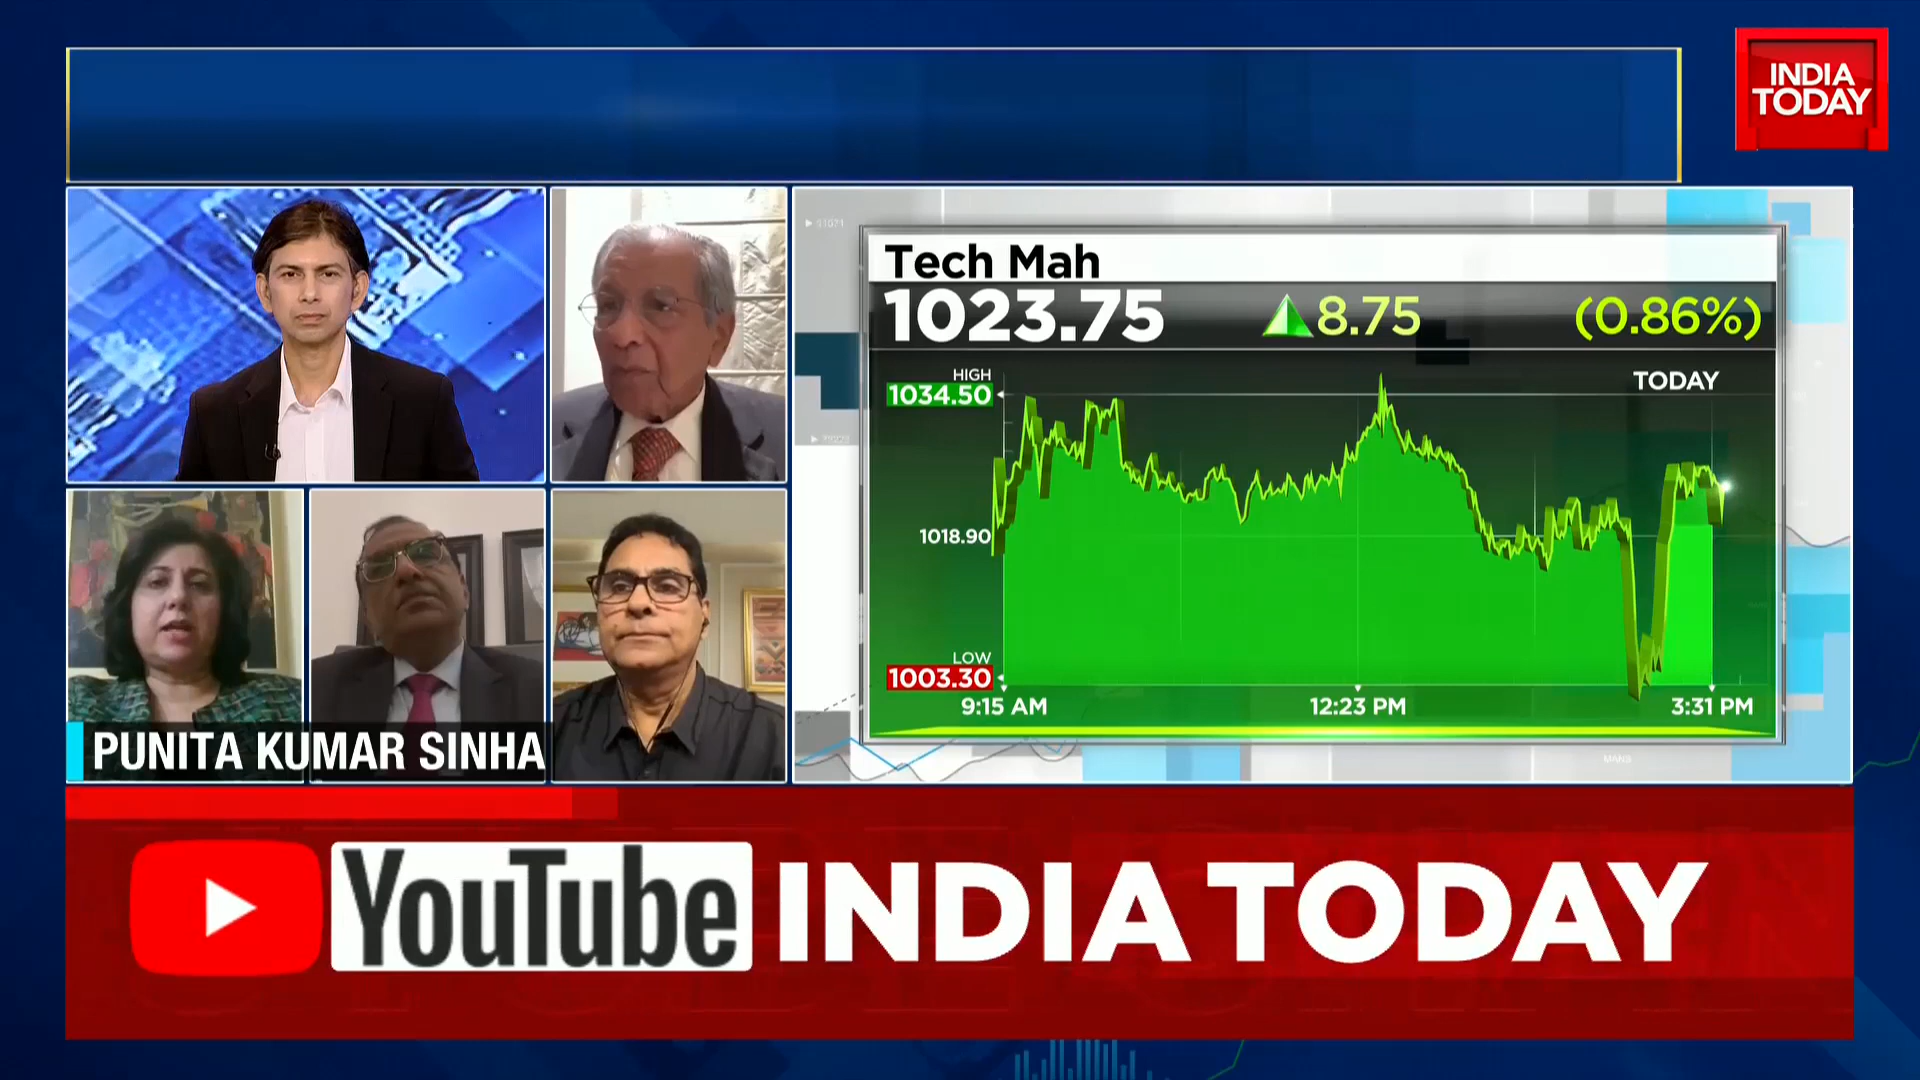 INDIA
TODAY
Tech Mah
1023.75 8.75 (0.86%)
TODAY
HIGH
1034.50
1018.90
LOW
1003.30
9:15 AM 12:23 PM 3:31 PM
PUNITA KUMAR SINHA
YouTube INDIA TODAY